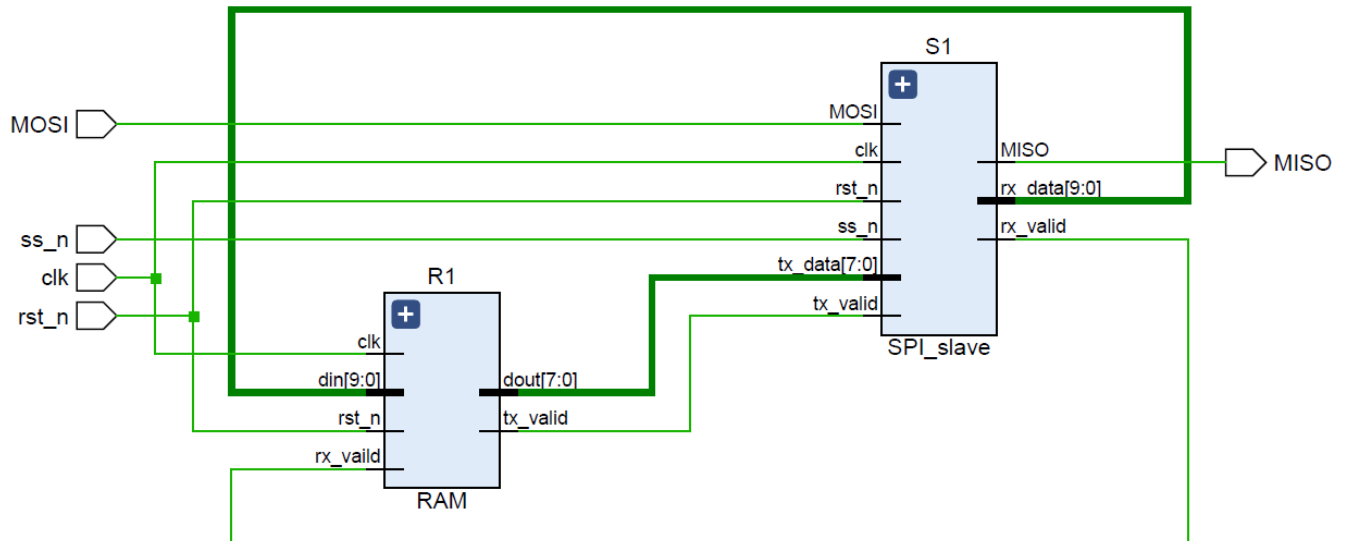 S1
MOSI
MOSI
clk
MISO
MISO
rst_n
rx_data[9:0]
ss_n
ss_n
rx_valid
clk
tx_data[7:0]
R1
rst_n
tx_valid
clk
SPI_slave
din[9:0]
dout[7:0]
rst_n
tx_valid
rx_vaild
RAM